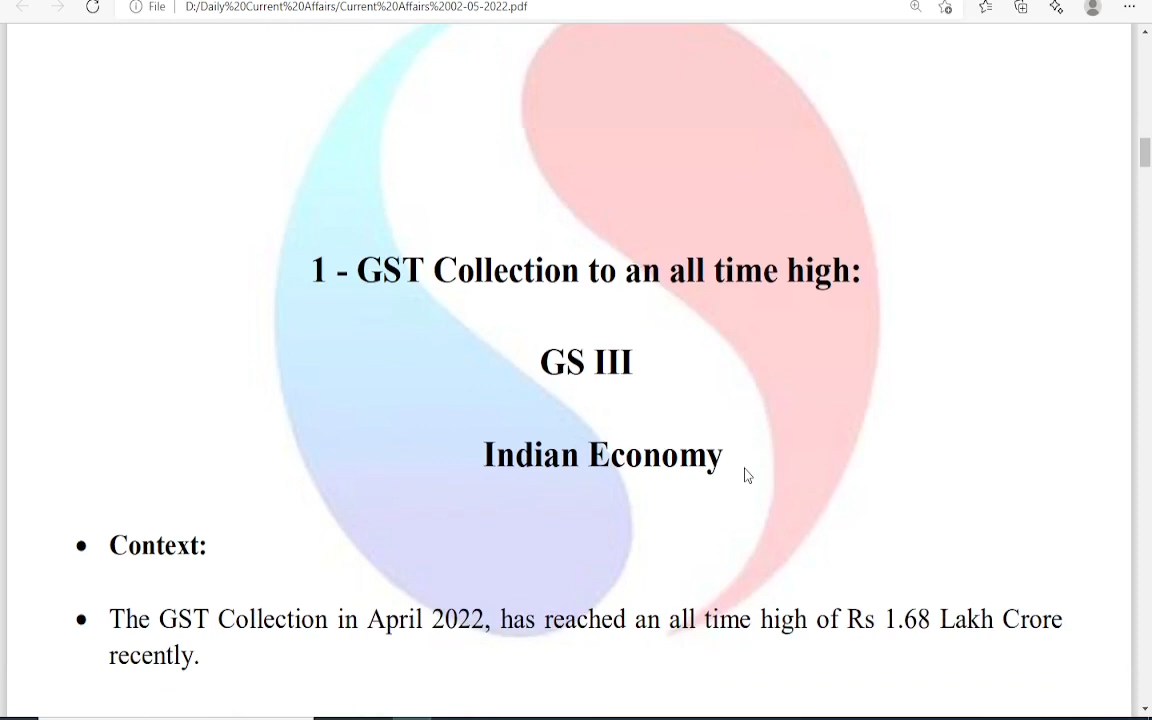 File
D:/Daily%20Current%20Affairs/Current%20Affairs%2002-05-2022.pdf
1 - GST Collection to an all time high:
GS III
Indian Economy
• Context:
• The GST Collection in April 2022, has reached an all time high of Rs 1.68 Lakh Crore
recently.